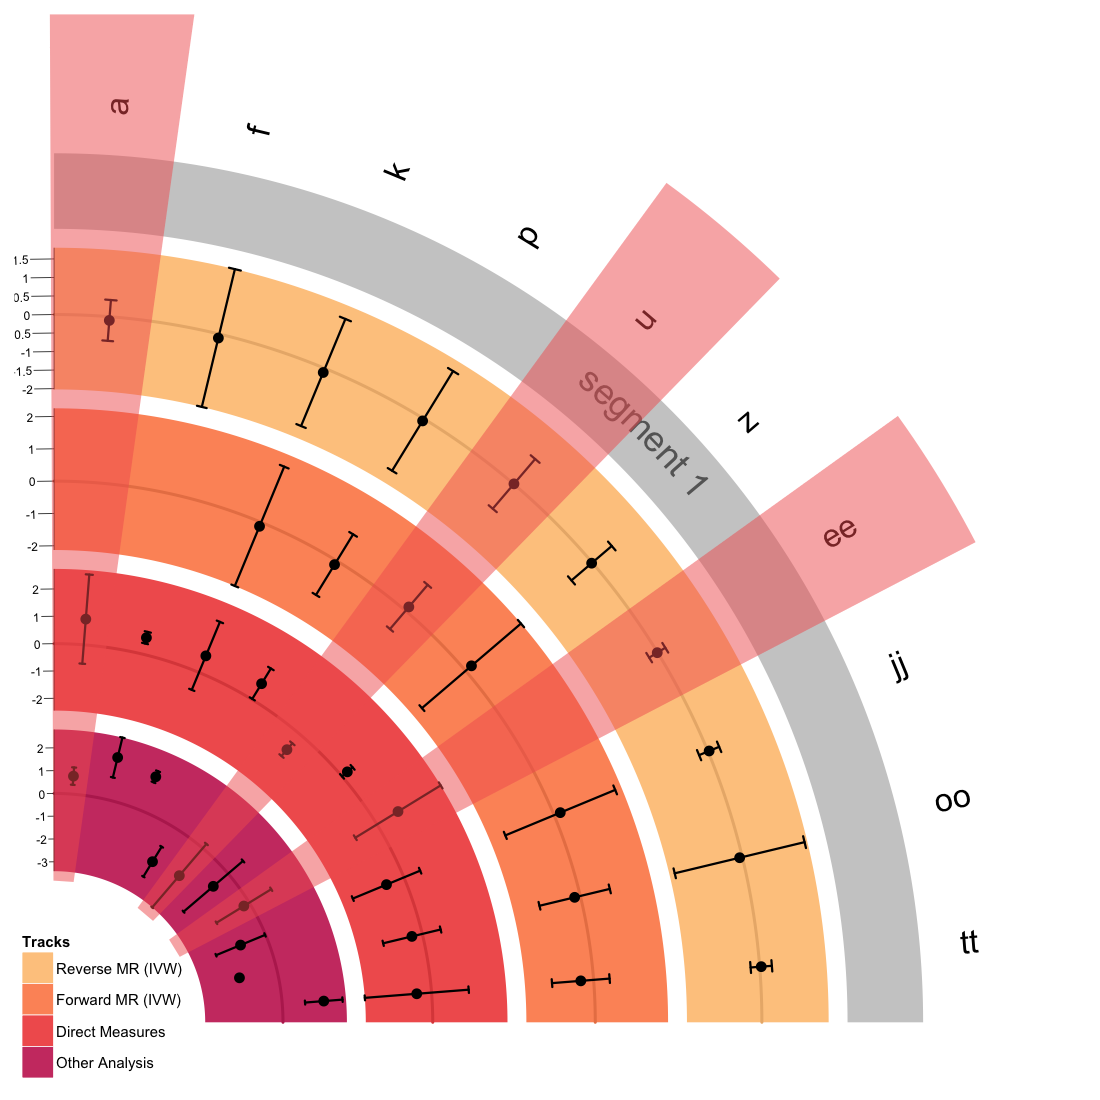 a
f
k
p
u
z
ee
jj
oo
tt
segment 1
1.5
1
0.5
0
0.5
-1
1.5
-2
2
1
0
-1
-2
2
1
0
-1
-2
2
1
0
-1
-2
-3
Tracks
Reverse MR (IVW)
Forward MR (IVW)
Direct Measures
Other Analysis